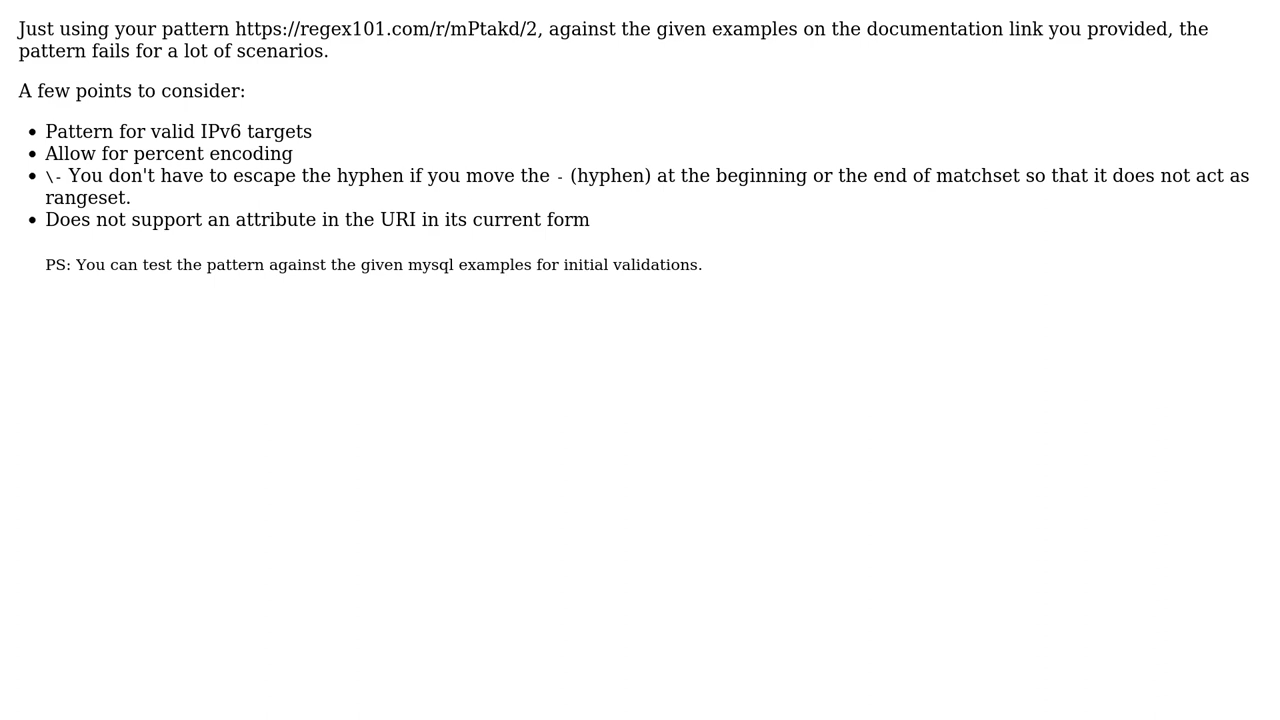 Just using your pattern https://regex101.com/r/mPtakd/2, against the given examples on the documentation link you provided, the
pattern fails for a lot of scenarios.
A few points to consider:
• Pattern for valid IPv6 targets
• Allow for percent encoding
• \- You don't have to escape the hyphen if you move the - (hyphen) at the beginning or the end of matchset so that it does not act as
rangeset.
• Does not support an attribute in the URI in its current form
PS: You can test the pattern against the given mysql examples for initial validations.